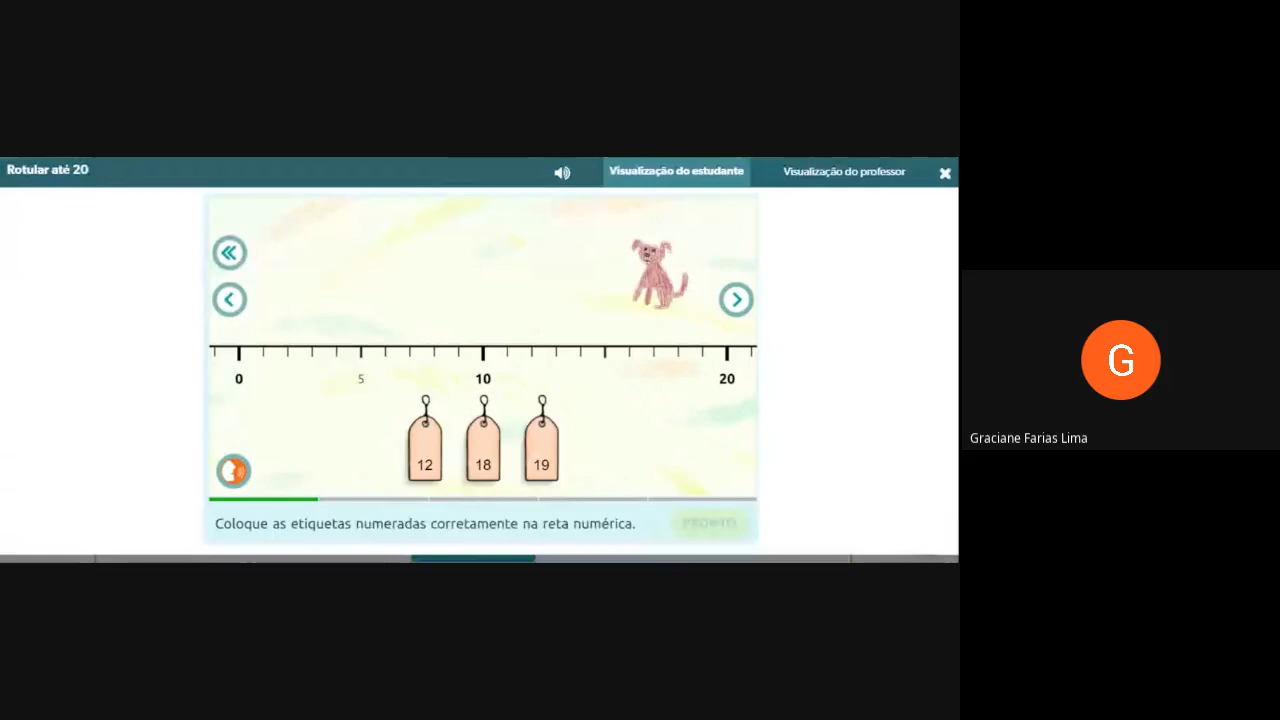 Rotular até 20
Visualização do estudante
Visualização do professor
0 5 10 20
12 18 19
Coloque as etiquetas numeradas corretamente na reta numérica.
PRONTO
G
Graciane Farias Lima